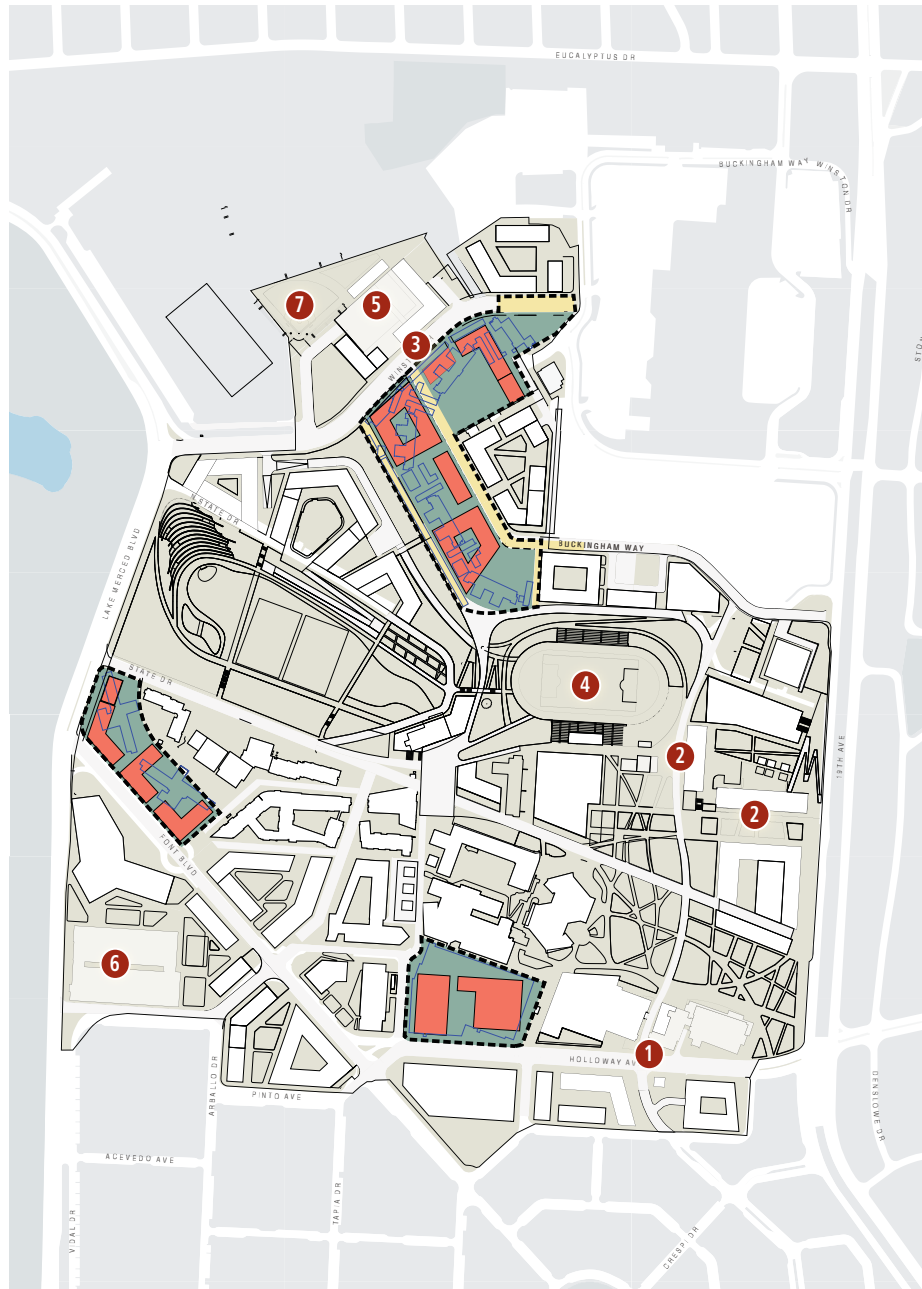 EUCALYPTUS DR
BUCKINGHAM WAY
WINSTON DR
7
5
3
BUCKINGHAM WAY
N STATE DR
LAKE MERCED BLVD
STATE DR
4
2
19TH AVE
2
FONT BLVD
6
1
HOLLOWAY AV
ARBALLO DR
PINTO AVE
DENSLOWE DR
ACEVEDO AVE
TAPIA DR
VIDAL DR
CRESPI DR